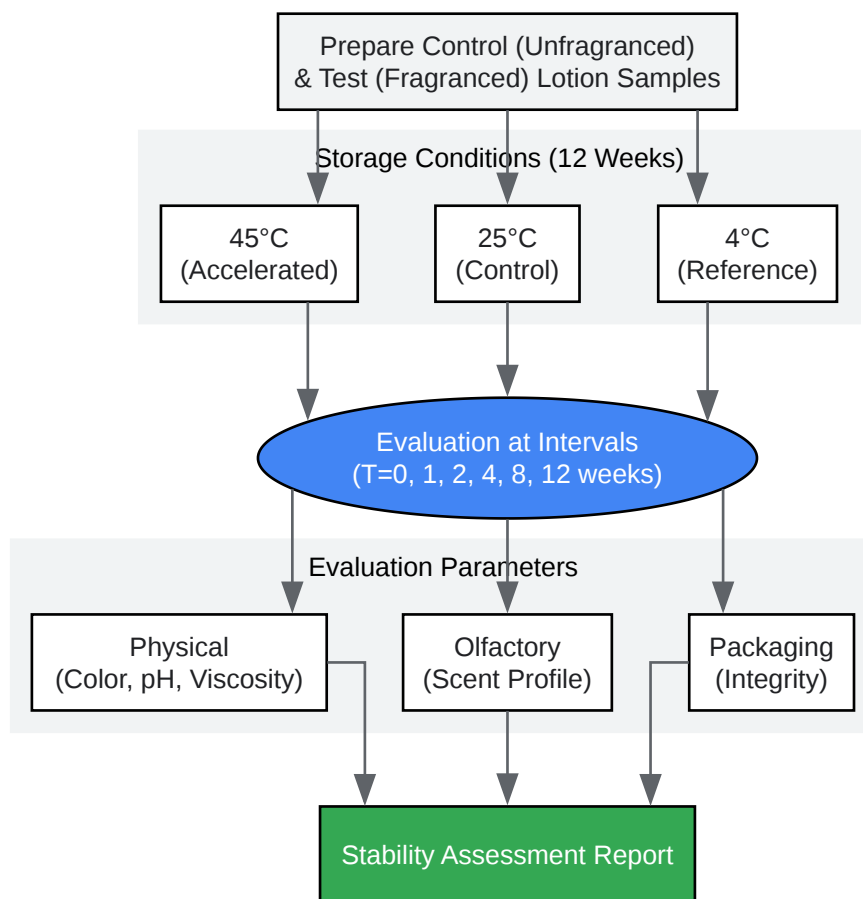 Prepare Control (Unfragranced)
& Test (Fragranced) Lotion Samples
Storage Conditions (12 Weeks)
45°C
(Accelerated)
25°C
(Control)
4°C
(Reference)
Evaluation at Intervals
(T=0, 1, 2, 4, 8, 12 weeks)
Evaluation Parameters
Physical
(Color, pH, Viscosity)
Olfactory
(Scent Profile)
Packaging
(Integrity)
Stability Assessment Report